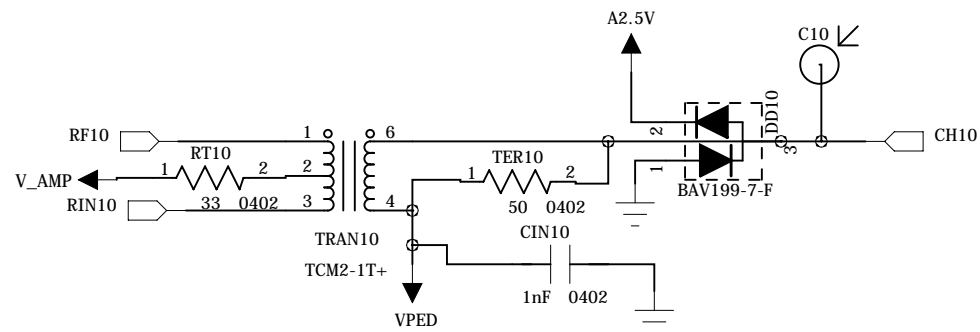 A2.5V
C10
DD10
RF10
1
6
2
3
CH10
RT10
TER10
V_AMP
1
2
2
1
2
1
BAV199-7-F
RIN10
33
0402
3
4
50
0402
TRAN10
CIN10
TCM2-1T+
1nF
0402
VPED